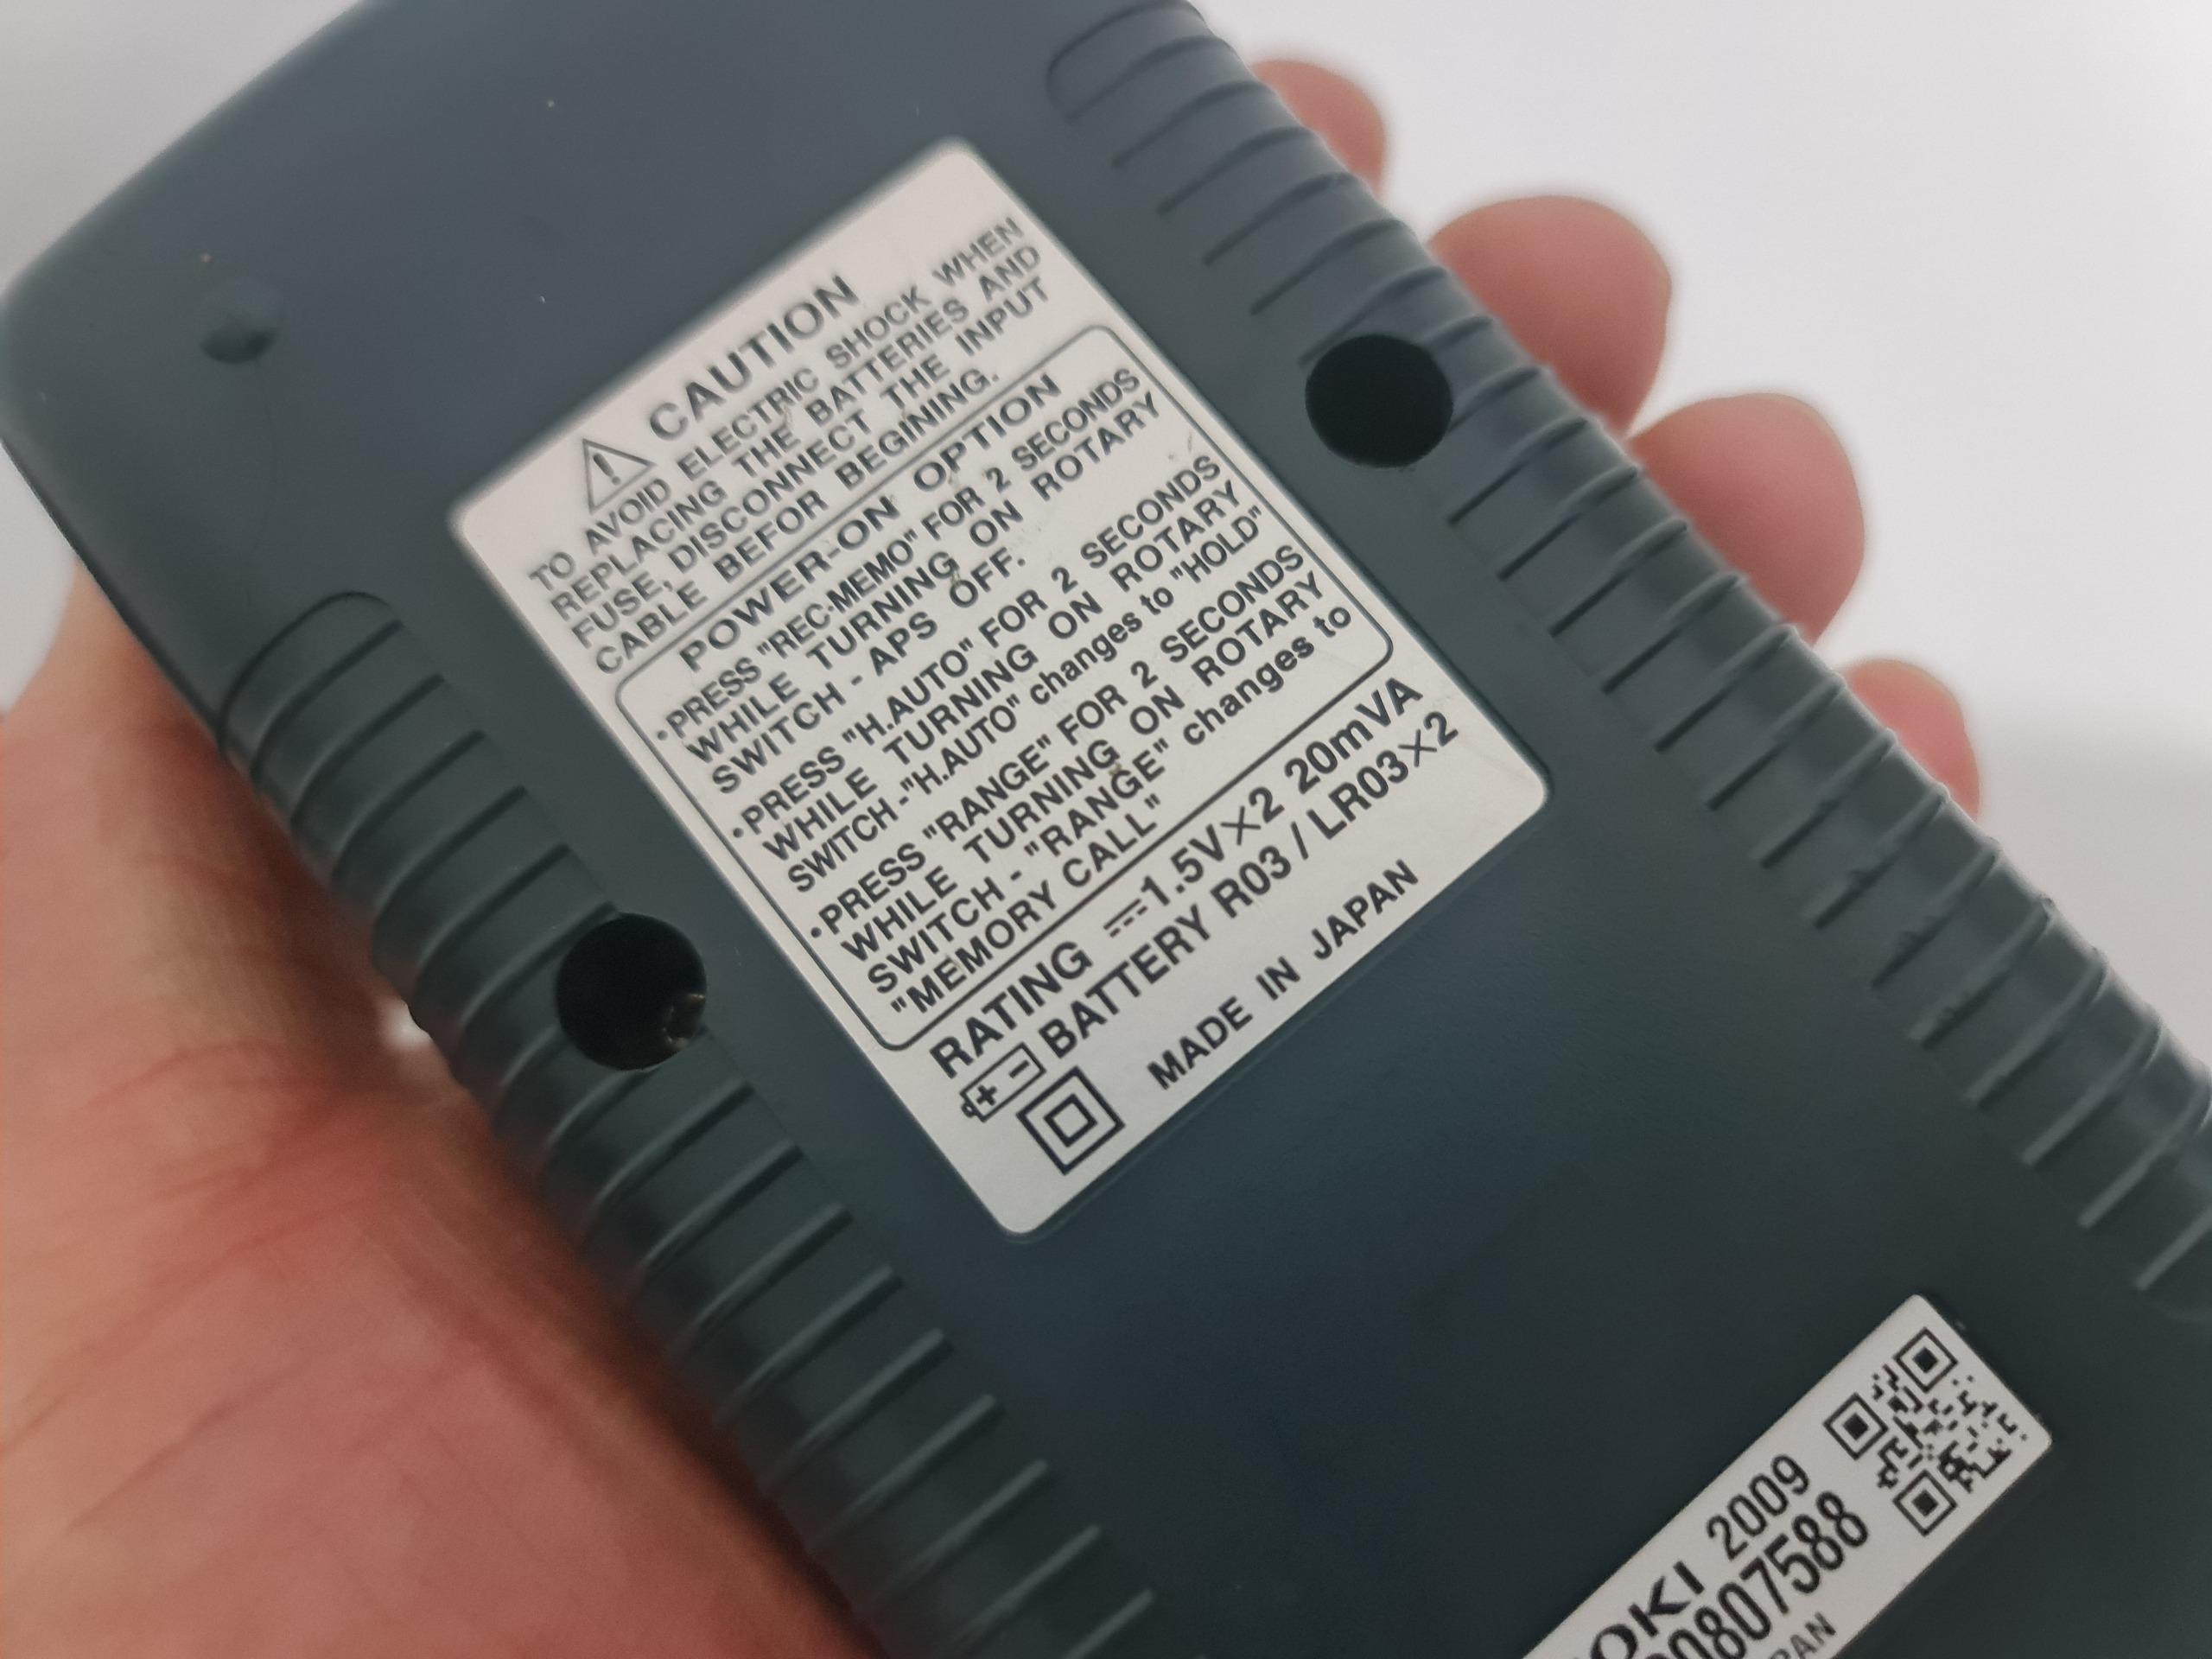 CAUTION
TO AVOID ELECTRIC SHOCK WHEN
REPLACING THE BATTERIES AND
FUSE, DISCONNECT THE INPUT
CABLE BEFOR BEGINING.
POWER-ON OPTION
•PRESS "REC-MEMO" FOR 2 SECONDS
WHILE TURNING ON ROTARY
SWITCH - APS OFF.
•PRESS "H.AUTO" FOR 2 SECONDS
WHILE TURNING ON ROTARY
SWITCH -"H.AUTO" changes to "HOLD"
•PRESS "RANGE" FOR 2 SECONDS
WHILE TURNING ON ROTARY
SWITCH - "RANGE" changes to
"MEMORY CALL"
RATING ⎓1.5V×2 20mVA
+ - BATTERY R03 / LR03×2
MADE IN JAPAN
OKI 2009
0807588
PAN